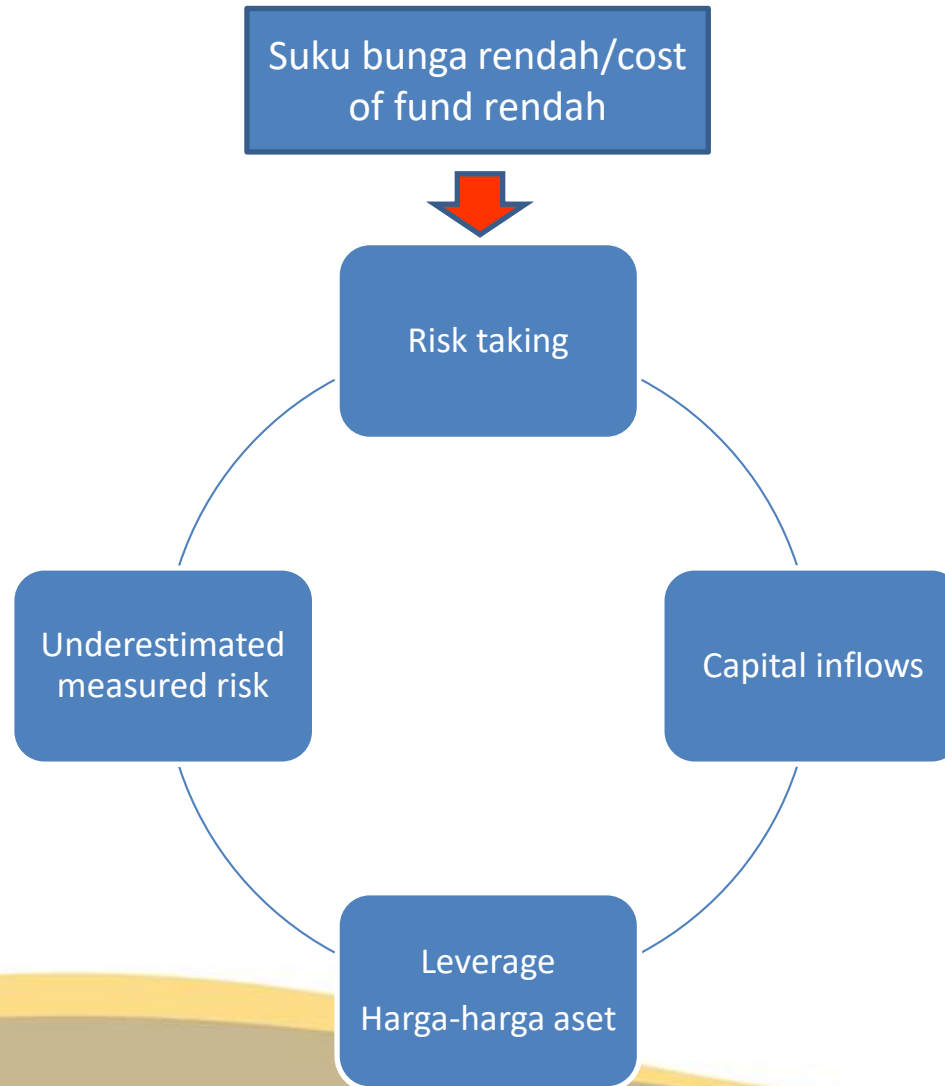 Suku bunga rendah/cost
of fund rendah
Risk taking
Underestimated
measured risk
Capital inflows
Leverage
Harga-harga aset